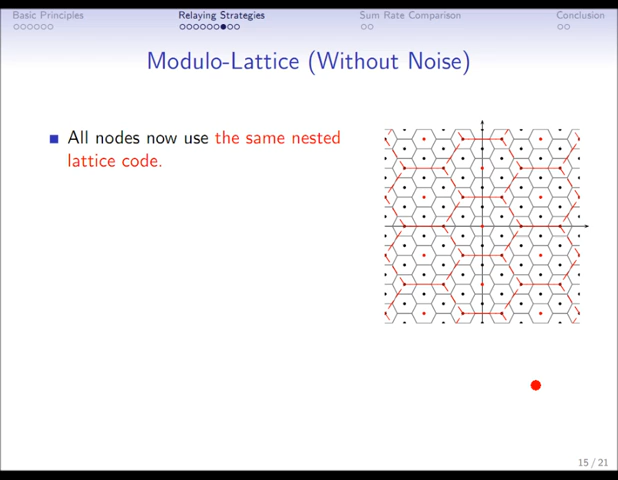 Basic Principles Relaying Strategies Sum Rate Comparison Conclusion
Modulo-Lattice (Without Noise)
All nodes now use the same nested
lattice code.
15 / 21